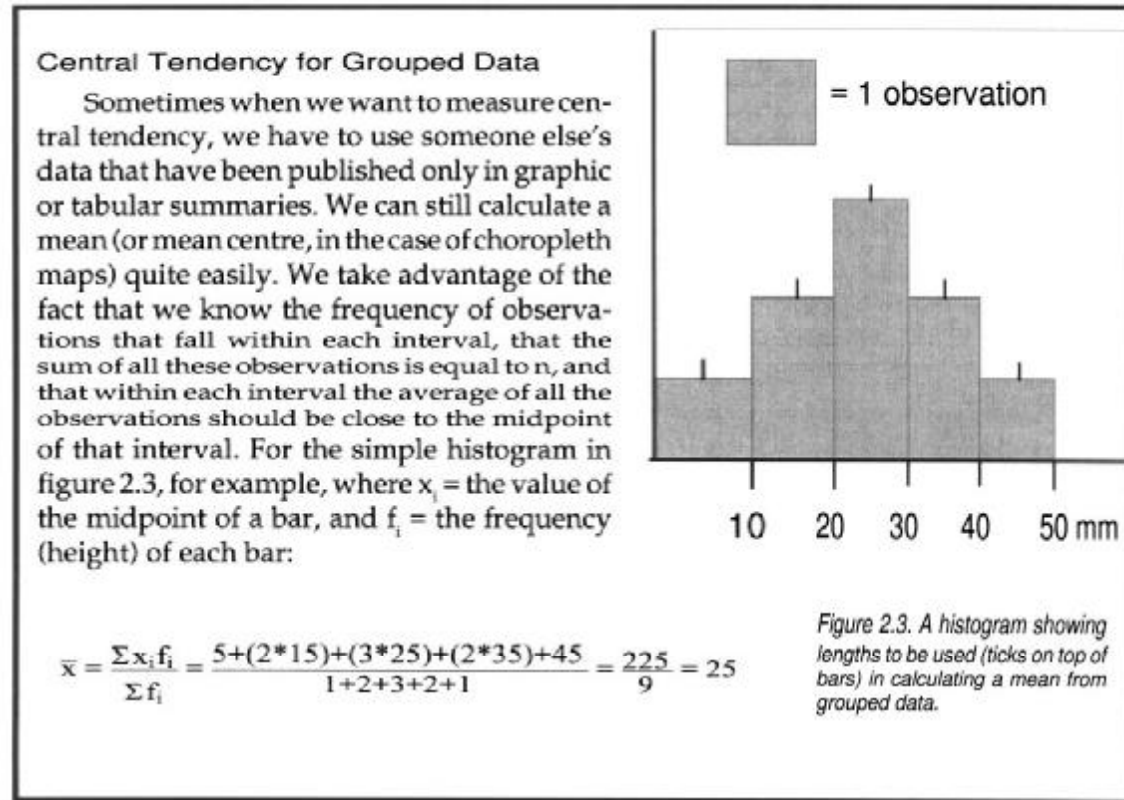 Central Tendency for Grouped Data
Sometimes when we want to measure cen-
tral tendency, we have to use someone else's
data that have been published only in graphic
or tabular summaries. We can still calculate a
mean (or mean centre, in the case of choropleth
maps) quite easily. We take advantage of the
fact that we know the frequency of observa-
tions that fall within each interval, that the
sum of all these observations is equal to n, and
that within each interval the average of all the
observations should be close to the midpoint
of that interval. For the simple histogram in
figure 2.3, for example, where xᵢ = the value of
the midpoint of a bar, and fᵢ = the frequency
(height) of each bar:
x̄ = Σxᵢfᵢ / Σfᵢ = 5+(2*15)+(3*25)+(2*35)+45 / 1+2+3+2+1 = 225 / 9 = 25
= 1 observation
10 20 30 40 50 mm
Figure 2.3. A histogram showing
lengths to be used (ticks on top of
bars) in calculating a mean from
grouped data.